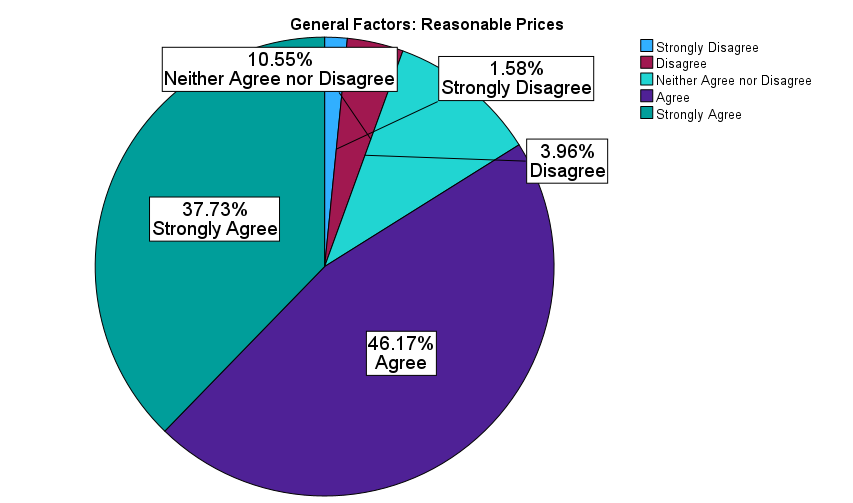 General Factors: Reasonable Prices
10.55%
Neither Agree nor Disagree
1.58%
Strongly Disagree
3.96%
Disagree
37.73%
Strongly Agree
46.17%
Agree
Strongly Disagree
Disagree
Neither Agree nor Disagree
Agree
Strongly Agree